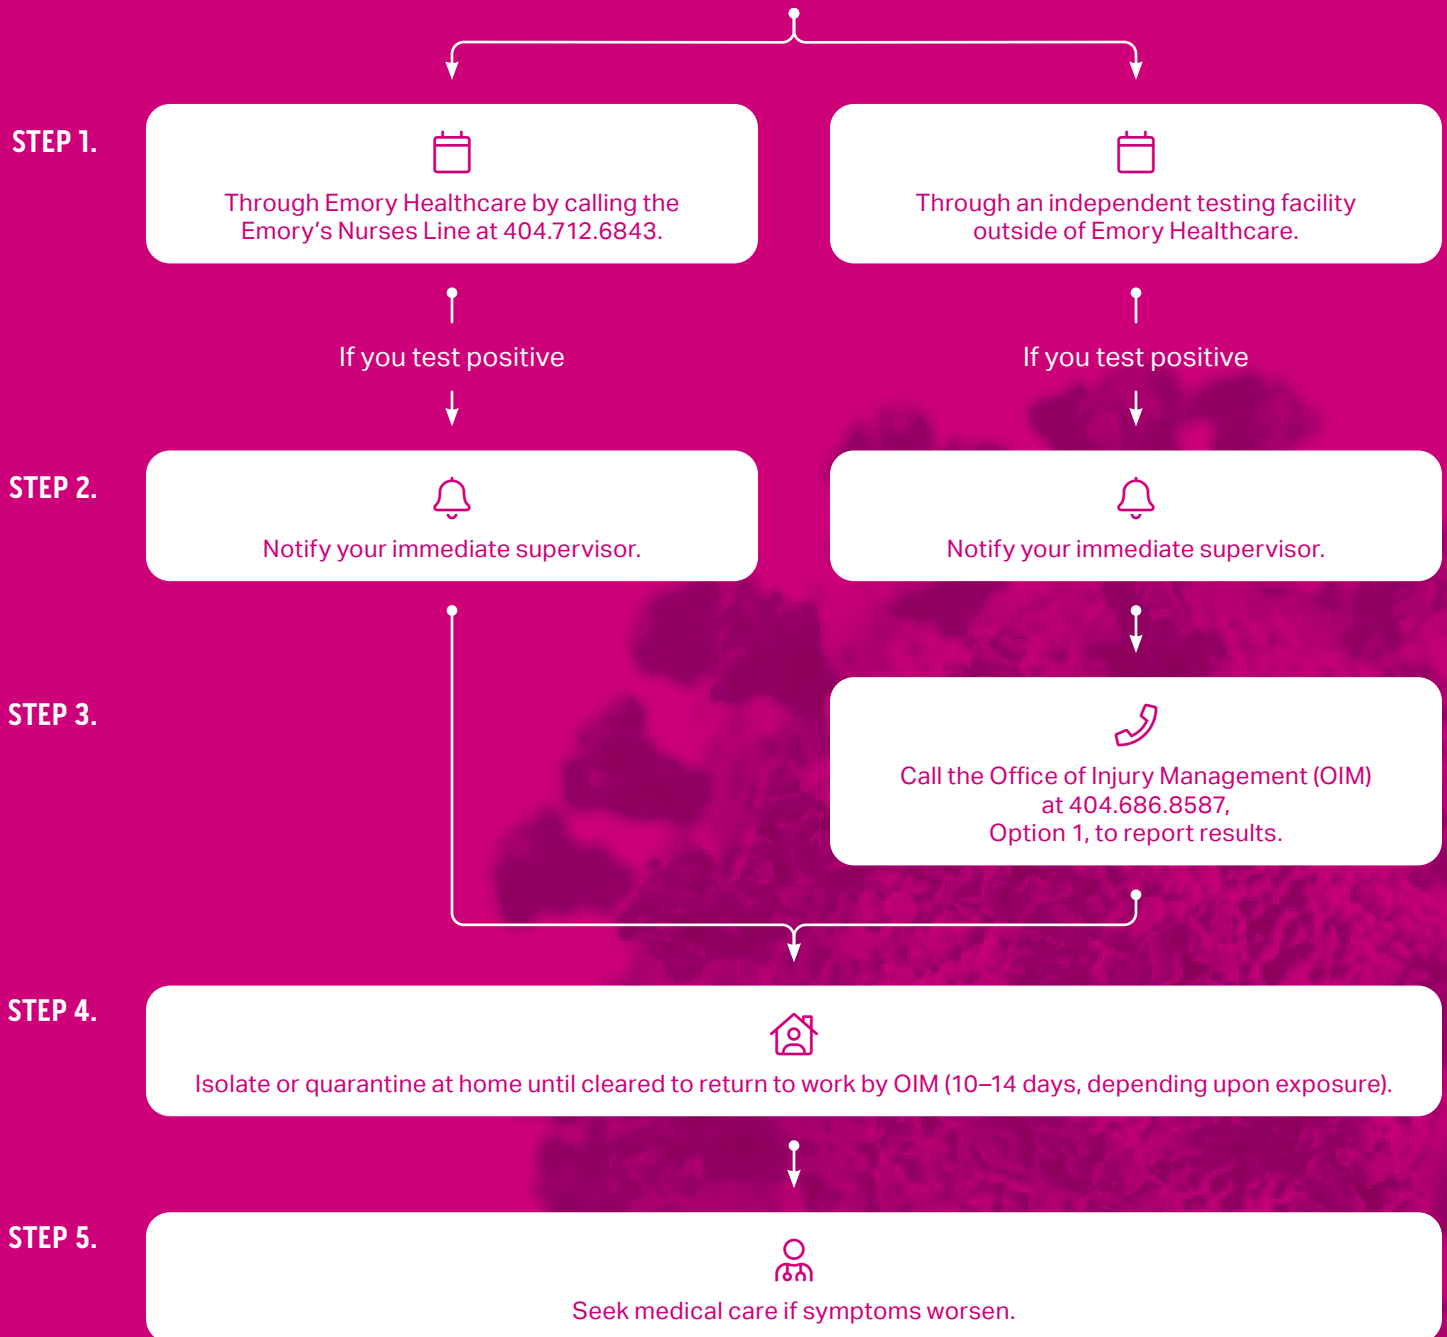 STEP 1.
Through Emory Healthcare by calling the
Emory's Nurses Line at 404.712.6843.
Through an independent testing facility
outside of Emory Healthcare.
If you test positive
If you test positive
STEP 2.
Notify your immediate supervisor.
Notify your immediate supervisor.
STEP 3.
Call the Office of Injury Management (OIM)
at 404.686.8587,
Option 1, to report results.
STEP 4.
Isolate or quarantine at home until cleared to return to work by OIM (10–14 days, depending upon exposure).
STEP 5.
Seek medical care if symptoms worsen.